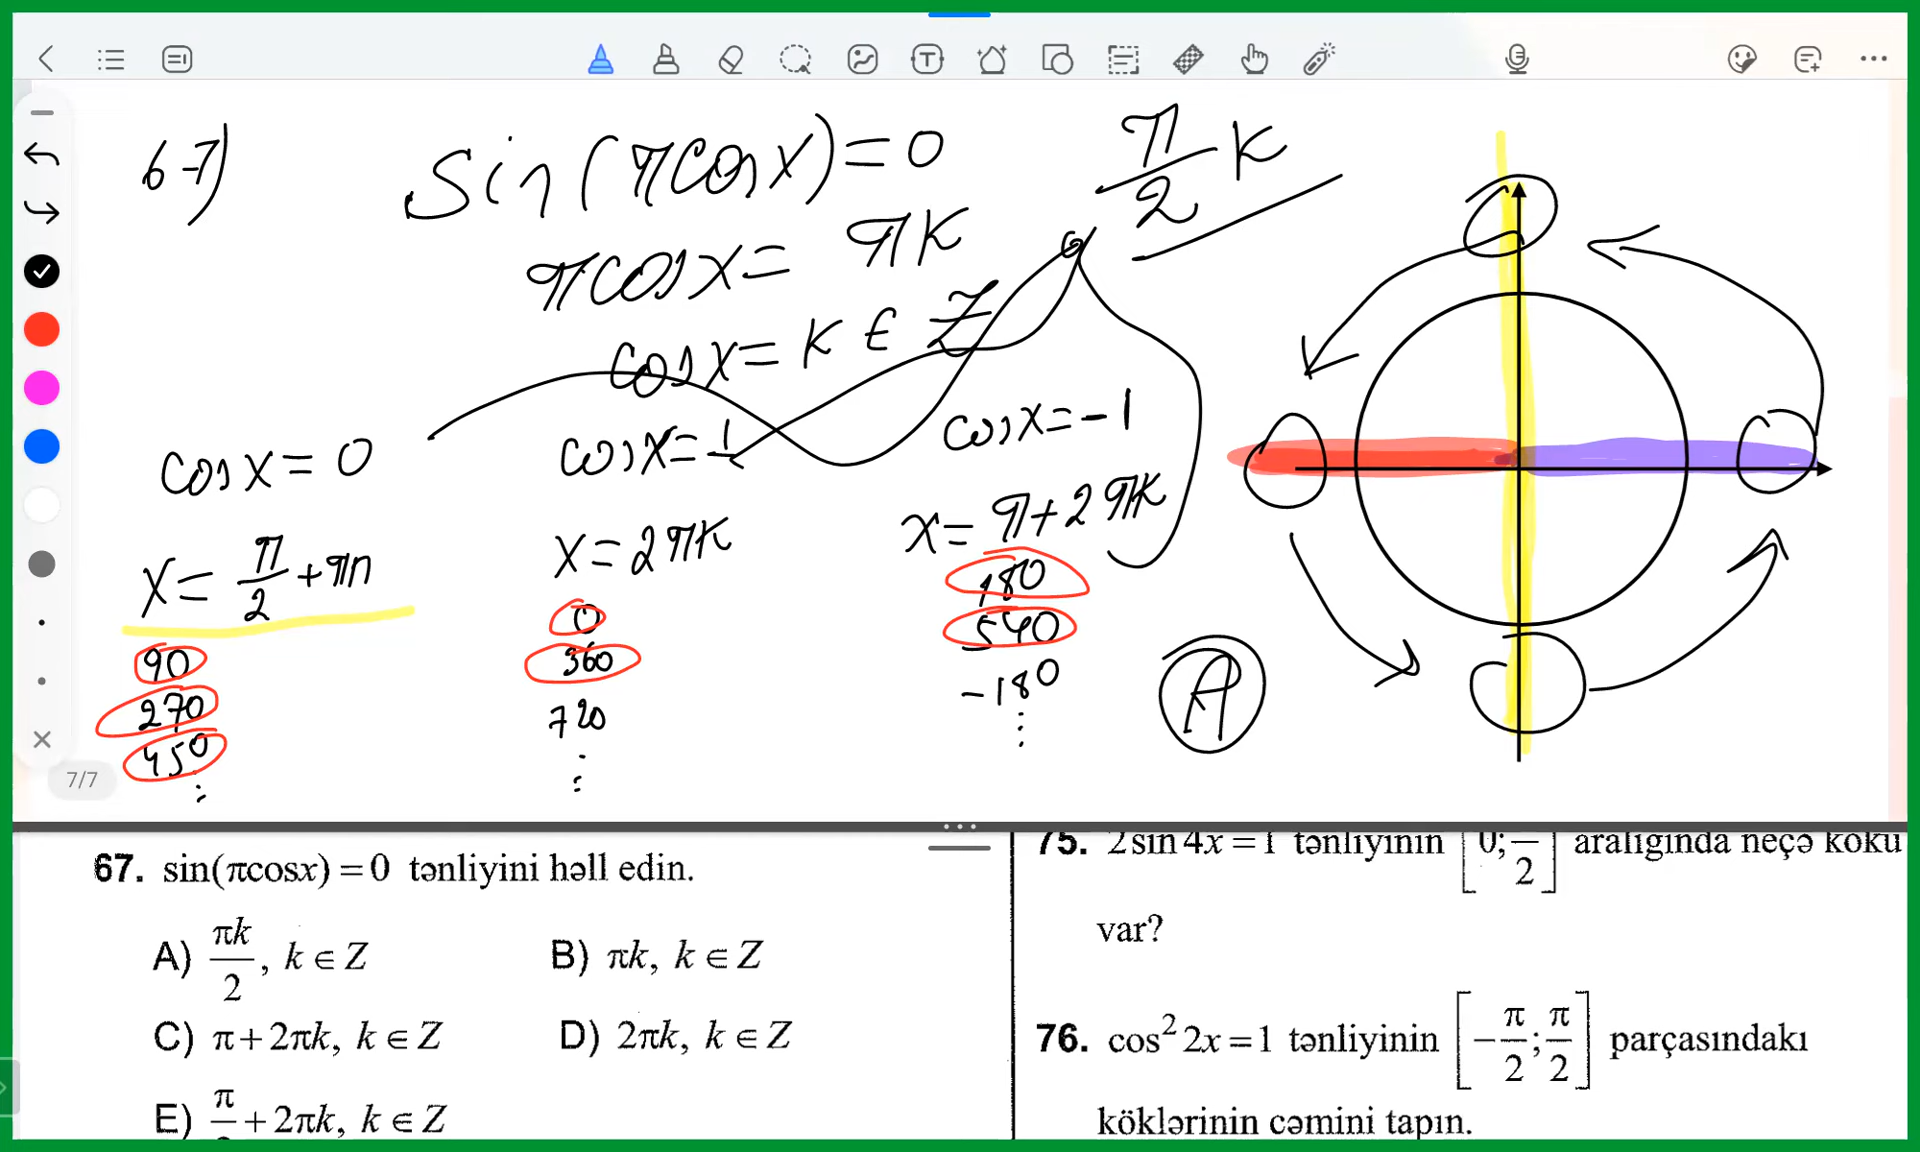 67)
sin(πcosx)=0
π/2 k
πcosx= πk
cosx= k ∈ Z
cosx=0
cosx=1
cosx=-1
x= π/2 +πn
x=2πk
x= π+2πk
90
270
450
⋮
0
360
720
⋮
180
540
-180
⋮
A
7/7
67. sin(πcosx)=0 tənliyini həll edin.
A) πk/2, k∈Z
B) πk, k∈Z
C) π+2πk, k∈Z
D) 2πk, k∈Z
E) π/2+2πk, k∈Z
75. 2sin4x=1 tənliyinin [0; π/2] aralığında neçə kökü
var?
76. cos²2x=1 tənliyinin [-π/2; π/2] parçasındakı
köklərinin cəmini tapın.